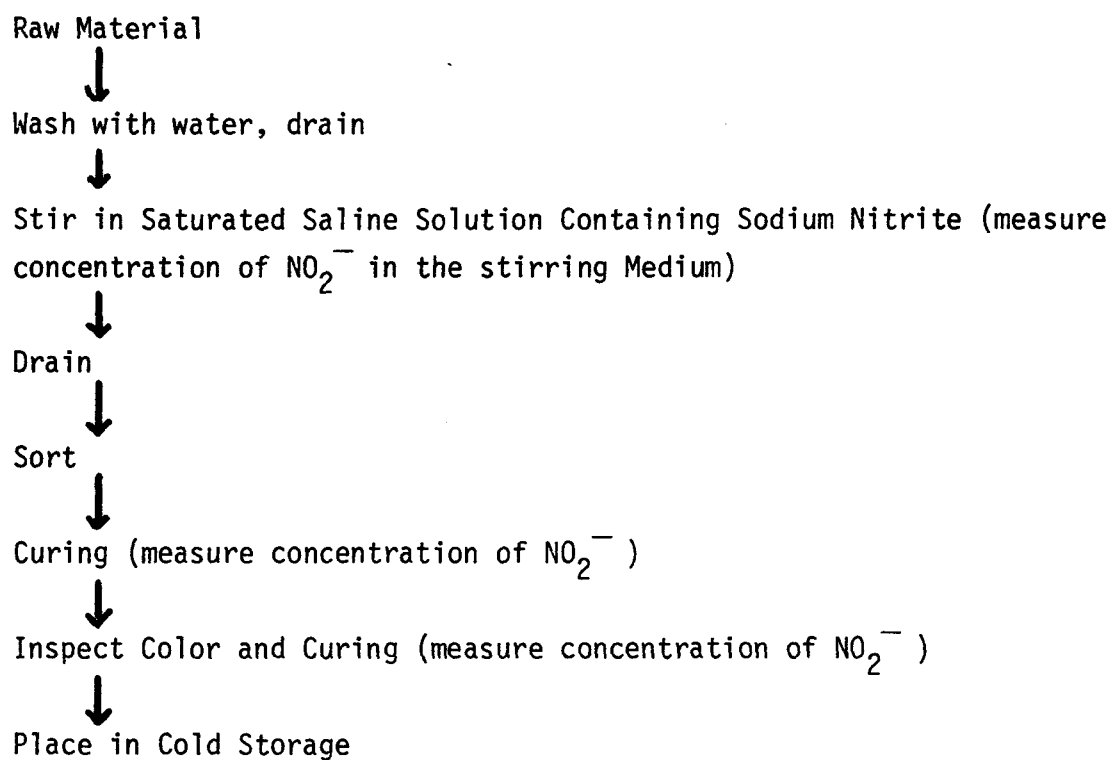 Raw Material
Wash with water, drain
Stir in Saturated Saline Solution Containing Sodium Nitrite (measure
concentration of NO₂⁻ in the stirring Medium)
Drain
Sort
Curing (measure concentration of NO₂⁻ )
Inspect Color and Curing (measure concentration of NO₂⁻ )
Place in Cold Storage